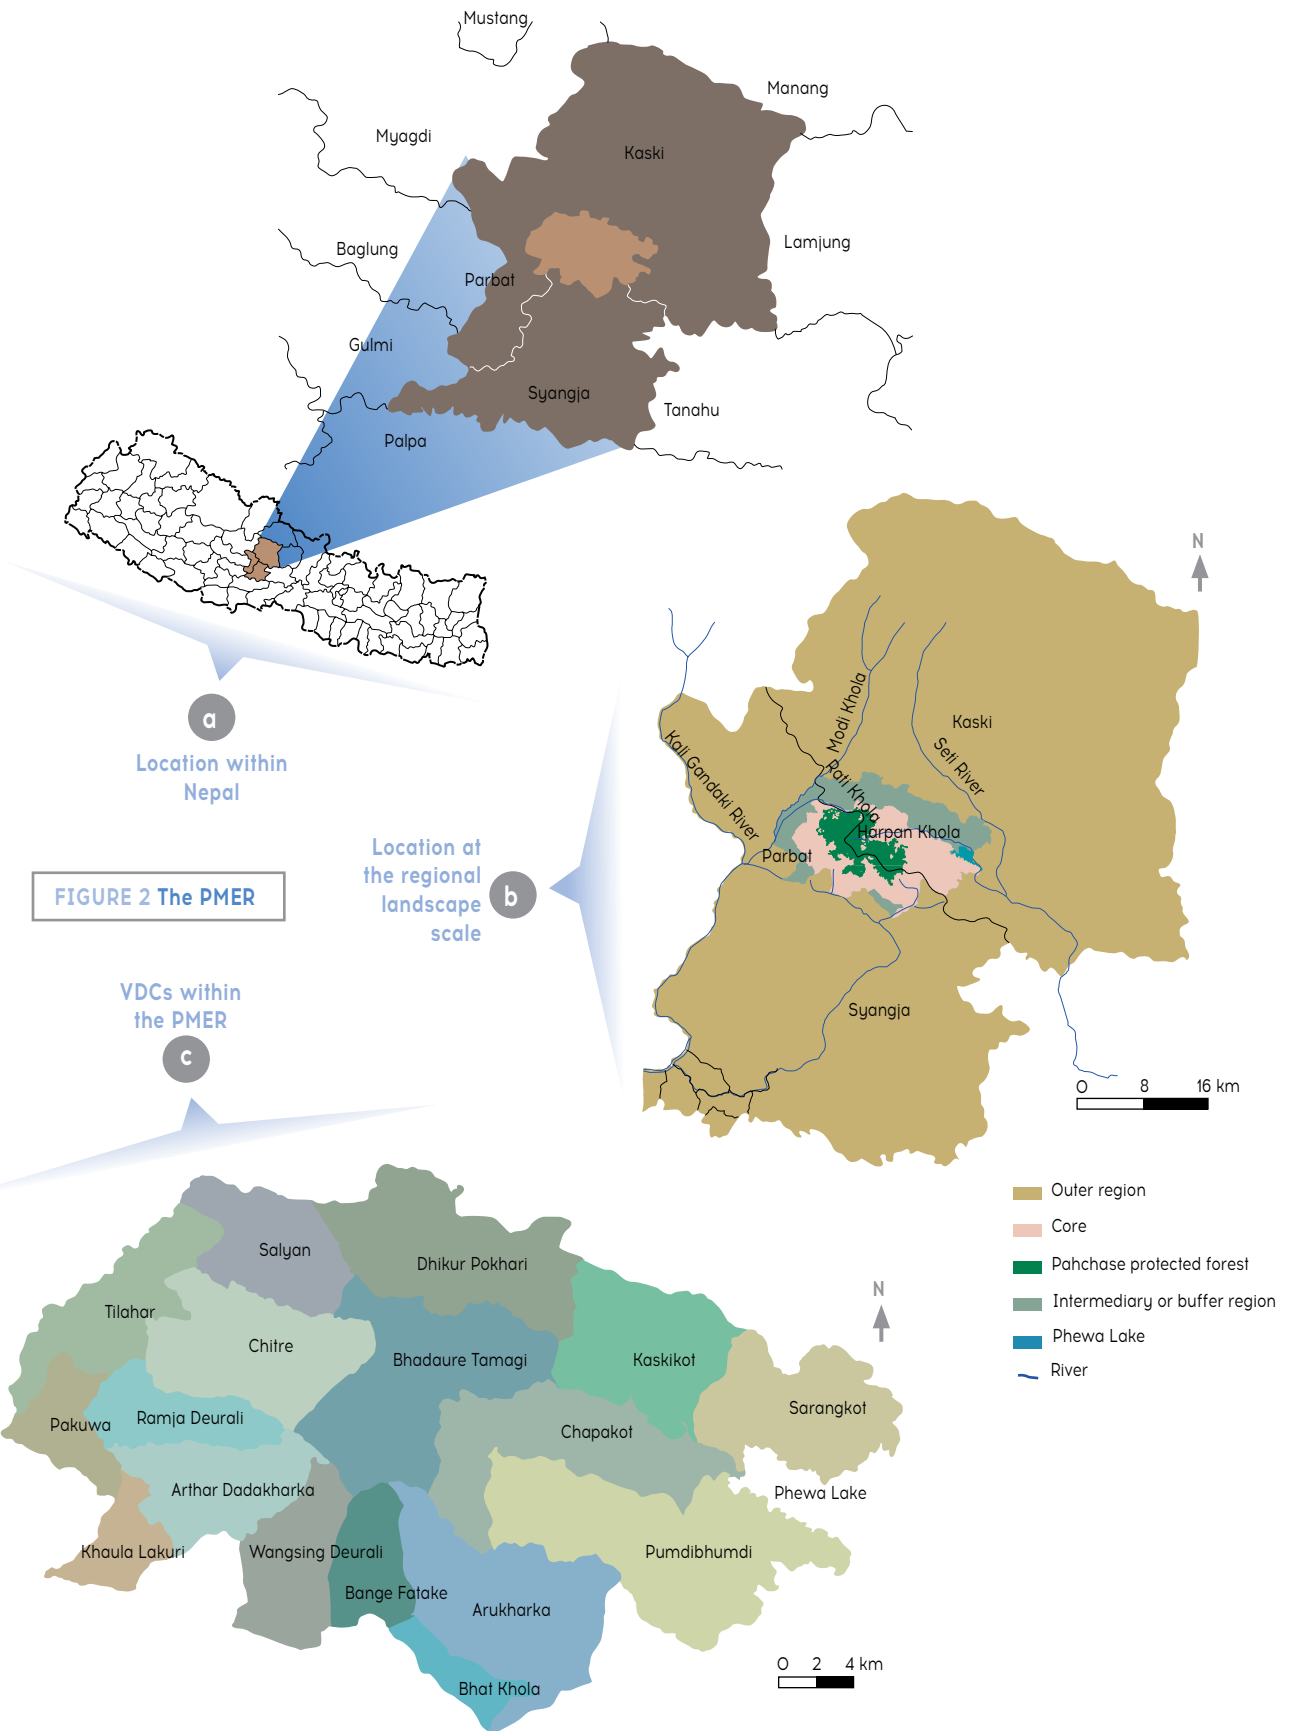 Mustang
Manang
Myagdi
Kaski
Baglung
Lamjung
Parbat
Gulmi
Syangja
Tanahu
Palpa
a
Location within
Nepal
N
Kaski
Modi Khola
Seti River
Kali Gandaki River
Rati Khola
Harpan Khola
Parbat
Syangja
0 8 16 km
Location at
the regional
landscape
scale
b
FIGURE 2 The PMER
VDCs within
the PMER
c
Outer region
Core
Pahchase protected forest
Intermediary or buffer region
Phewa Lake
River
N
Salyan
Dhikur Pokhari
Tilahar
Chitre
Bhadaure Tamagi
Kaskikot
Sarangkot
Pakuwa
Ramja Deurali
Chapakot
Arthar Dadakharka
Phewa Lake
Khaula Lakuri
Wangsing Deurali
Pumdibhumdi
Bange Fatake
Arukharka
Bhat Khola
0 2 4 km